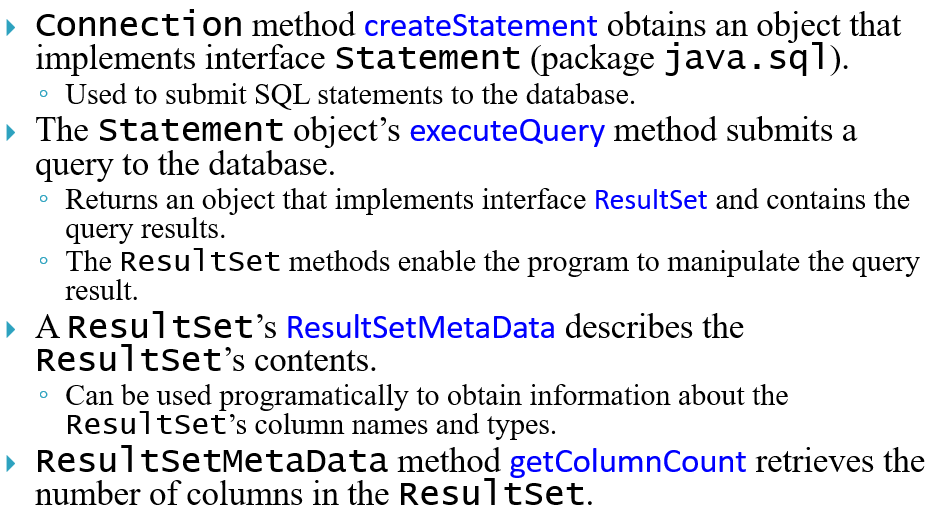 Connection method createStatement obtains an object that
implements interface Statement (package java.sql).
Used to submit SQL statements to the database.
The Statement object’s executeQuery method submits a
query to the database.
Returns an object that implements interface ResultSet and contains the
query results.
The ResultSet methods enable the program to manipulate the query
result.
A ResultSet’s ResultSetMetaData describes the
ResultSet’s contents.
Can be used programatically to obtain information about the
ResultSet’s column names and types.
ResultSetMetaData method getColumnCount retrieves the
number of columns in the ResultSet.